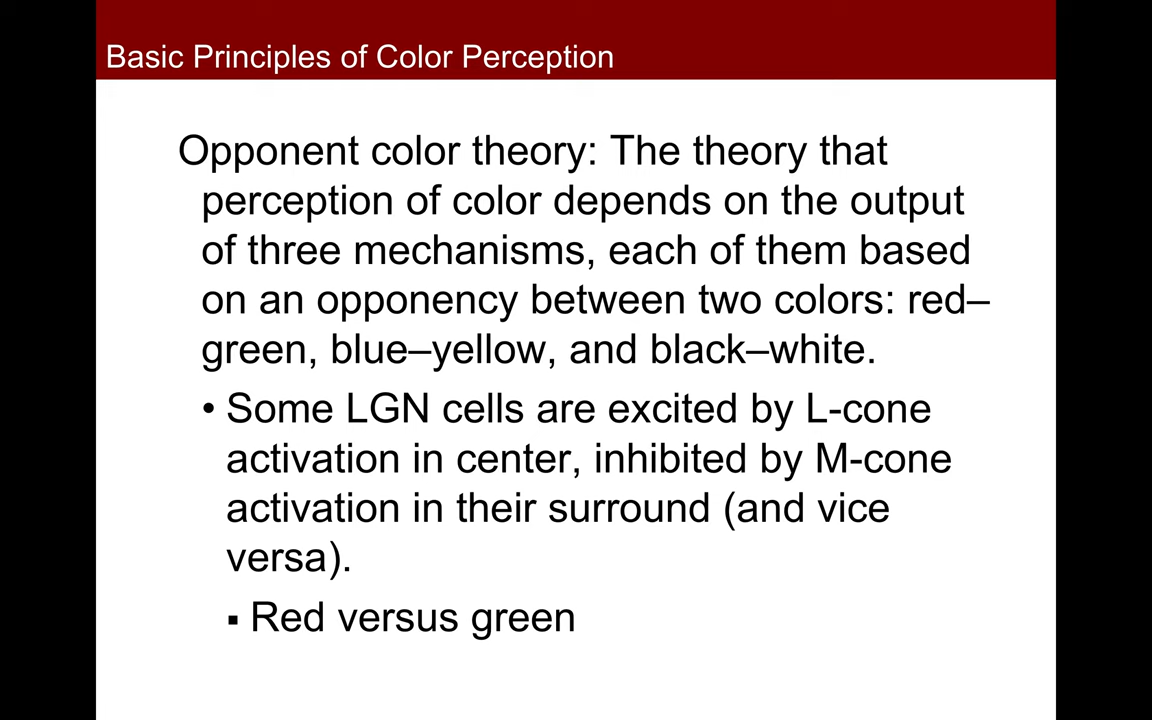 Basic Principles of Color Perception
Opponent color theory: The theory that
perception of color depends on the output
of three mechanisms, each of them based
on an opponency between two colors: red–
green, blue–yellow, and black–white.
• Some LGN cells are excited by L-cone
activation in center, inhibited by M-cone
activation in their surround (and vice
versa).
▪ Red versus green